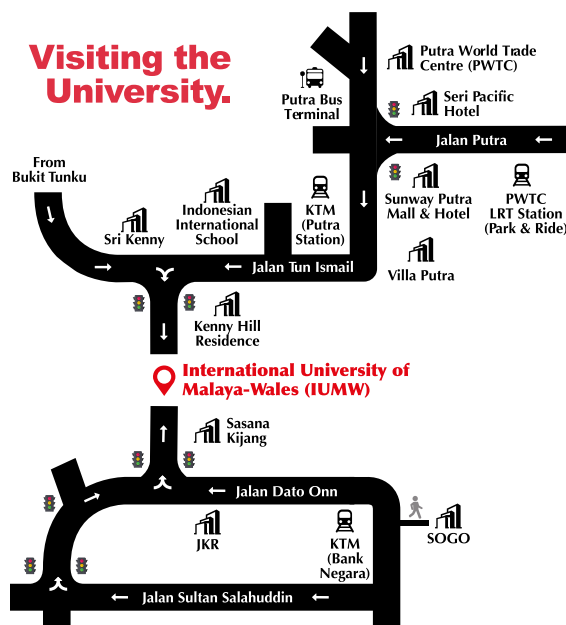 Visiting the
University.
Putra World Trade
Centre (PWTC)
Putra Bus
Terminal
Seri Pacific
Hotel
Jalan Putra
From
Bukit Tunku
Sri Kenny
Indonesian
International
School
KTM
(Putra
Station)
Sunway Putra
Mall & Hotel
PWTC
LRT Station
(Park & Ride)
Villa Putra
Jalan Tun Ismail
Kenny Hill
Residence
International University of
Malaya-Wales (IUMW)
Sasana
Kijang
Jalan Dato Onn
JKR
KTM
(Bank
Negara)
SOGO
Jalan Sultan Salahuddin